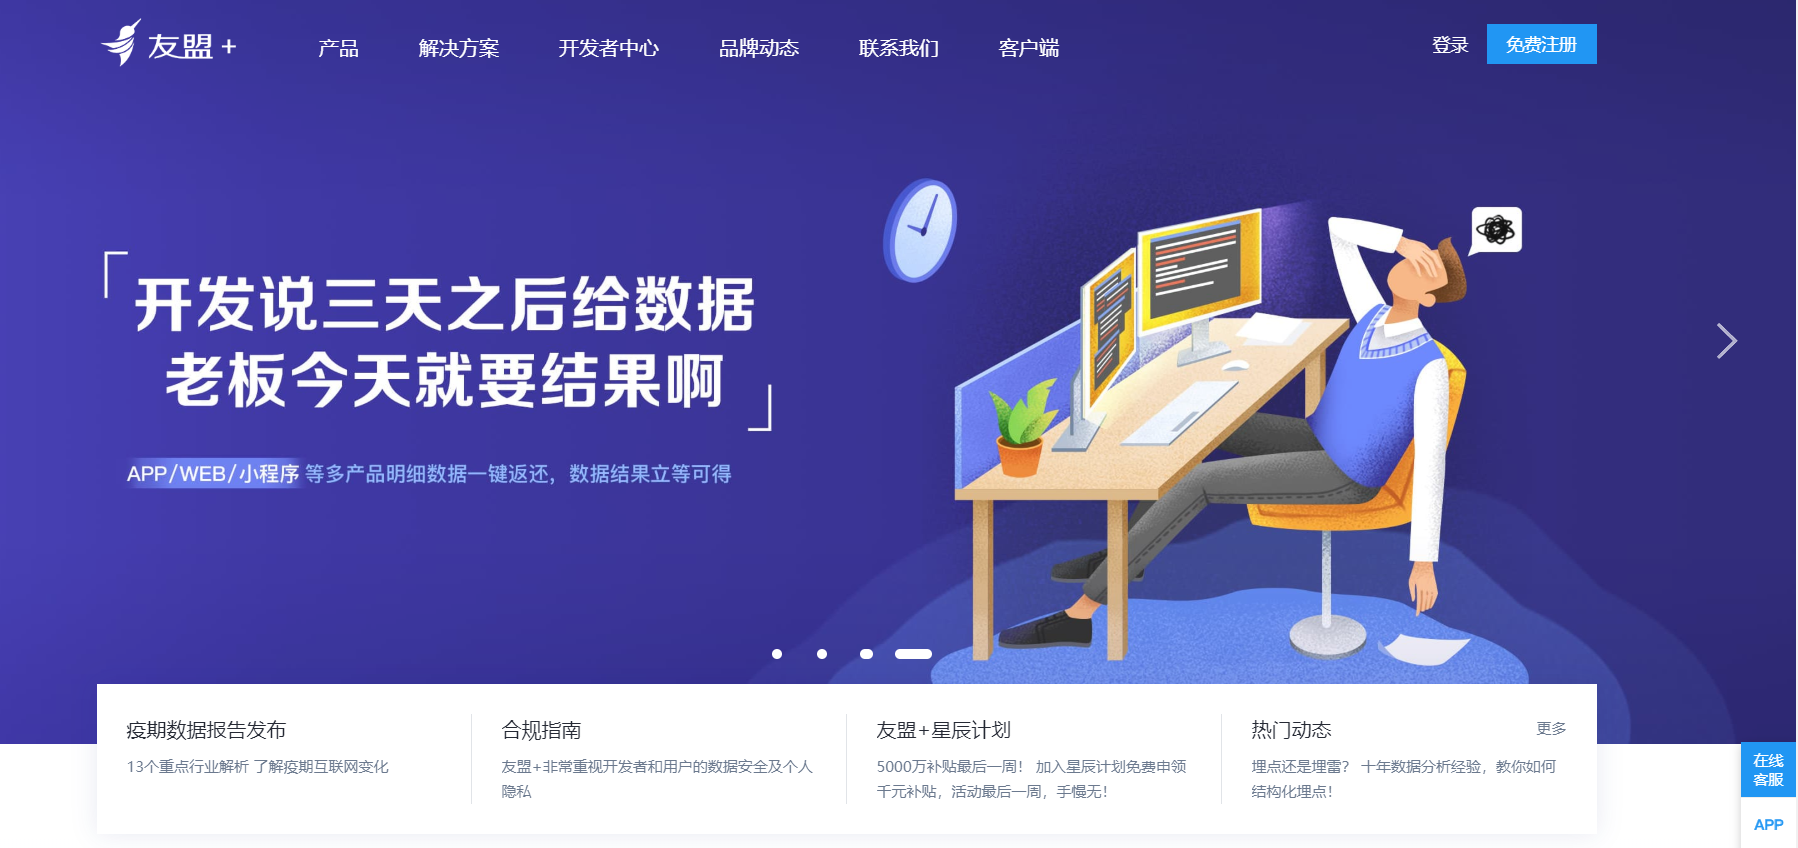 友盟+
产品 解决方案 开发者中心 品牌动态 联系我们 客户端
登录 免费注册
「开发说三天之后给数据
老板今天就要结果啊」
APP/WEB/小程序 等多产品明细数据一键返还，数据结果立等可得
疫期数据报告发布
13个重点行业解析 了解疫期互联网变化
合规指南
友盟+非常重视开发者和用户的数据安全及个人
隐私
友盟+星辰计划
5000万补贴最后一周！ 加入星辰计划免费申领
千元补贴，活动最后一周，手慢无！
热门动态 更多
埋点还是埋雷？ 十年数据分析经验，教你如何
结构化埋点！
在线
客服
APP